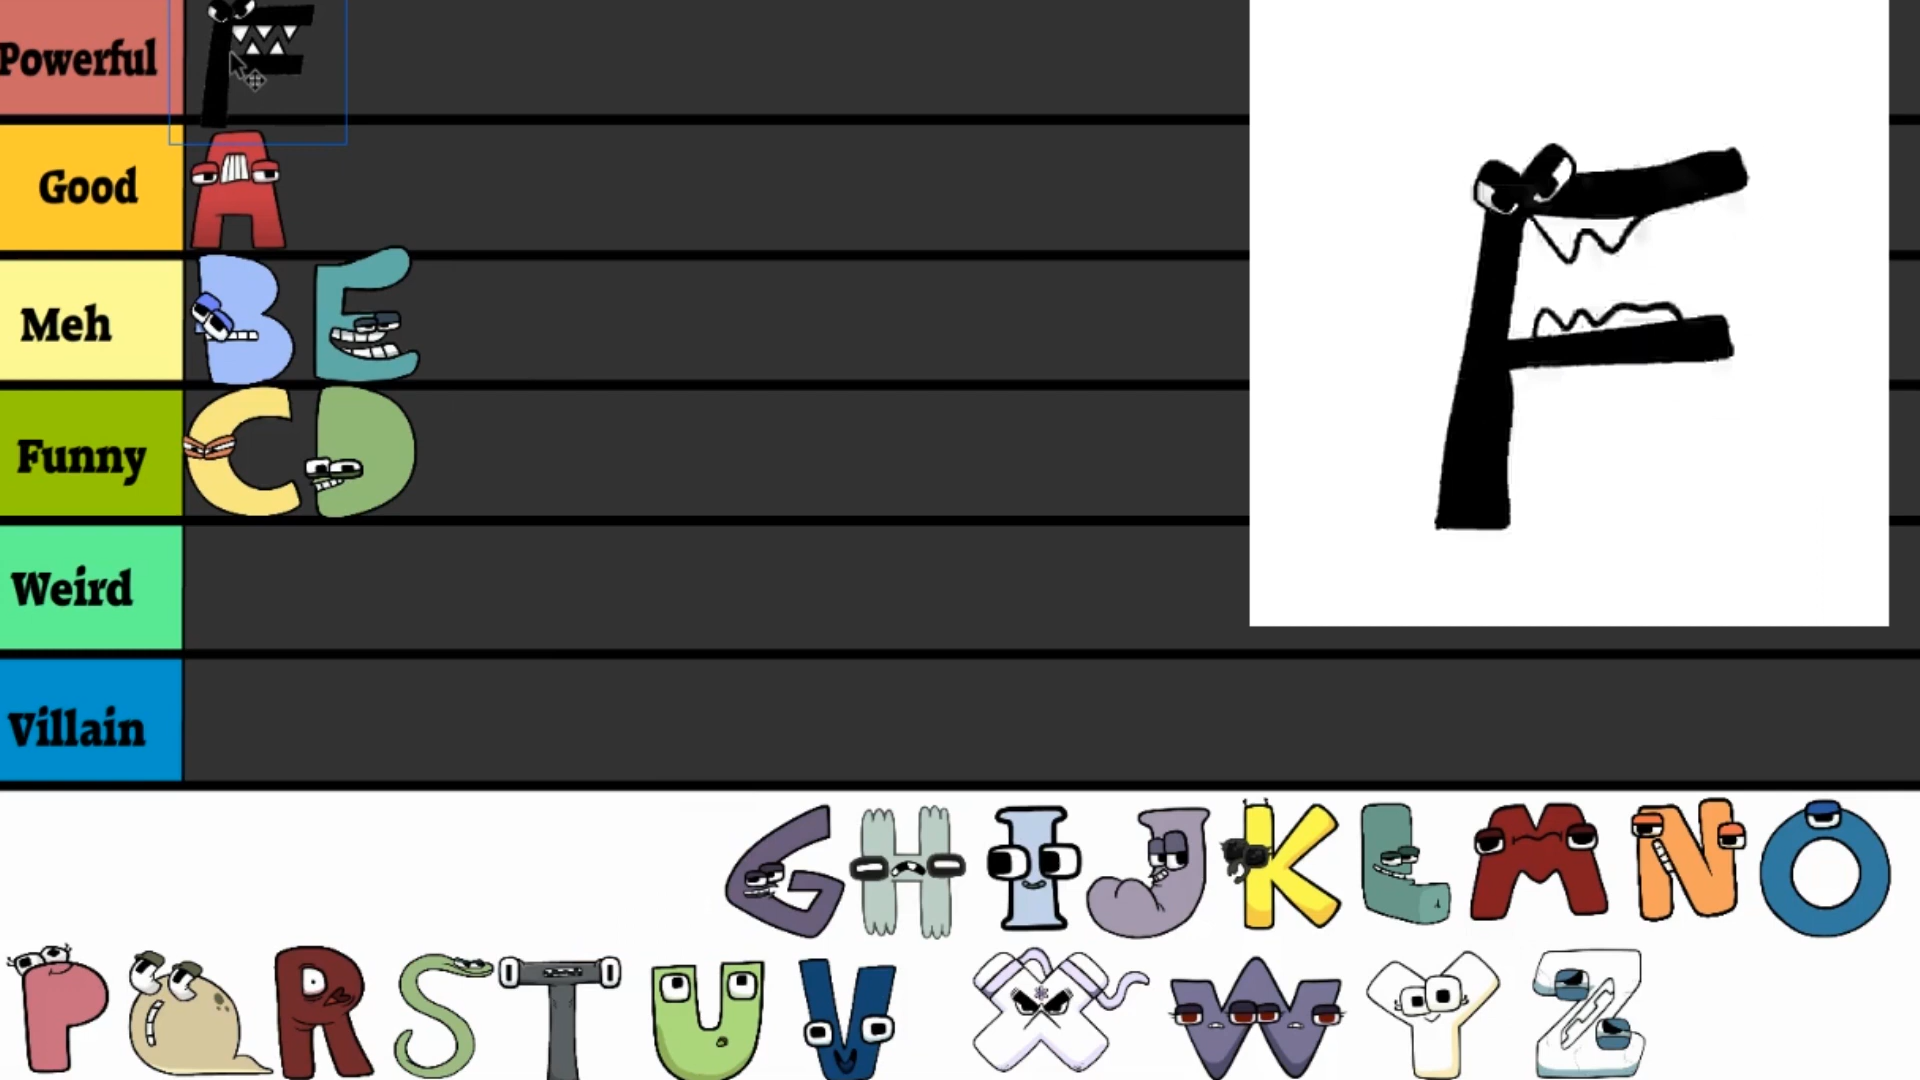 Powerful
F
F
Good
A
Meh
B E
Funny
C D
Weird
Villain
G H I J K L M N O
P Q R S T U V X W Y Z